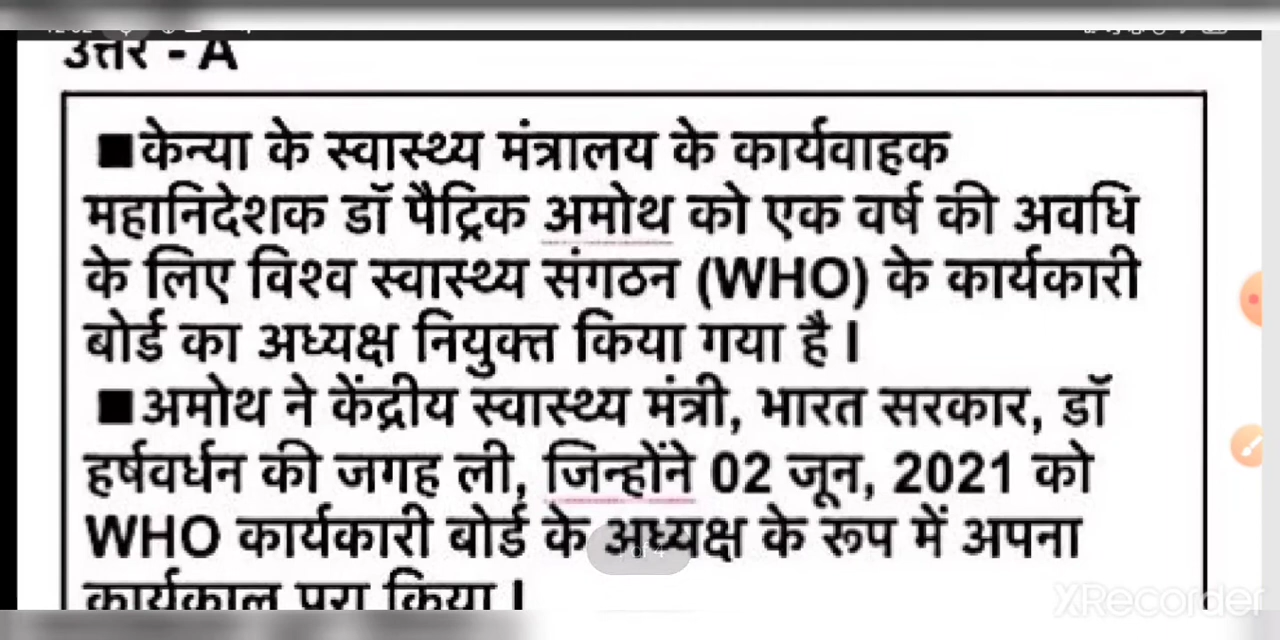 उत्तर - A
■केन्या के स्वास्थ्य मंत्रालय के कार्यवाहक
महानिदेशक डॉ पैट्रिक अमोथ को एक वर्ष की अवधि
के लिए विश्व स्वास्थ्य संगठन (WHO) के कार्यकारी
बोर्ड का अध्यक्ष नियुक्त किया गया है।
■अमोथ ने केंद्रीय स्वास्थ्य मंत्री, भारत सरकार, डॉ
हर्षवर्धन की जगह ली, जिन्होंने 02 जून, 2021 को
WHO कार्यकारी बोर्ड के अध्यक्ष के रूप में अपना
कार्यकाल पूरा किया।
XRecorder